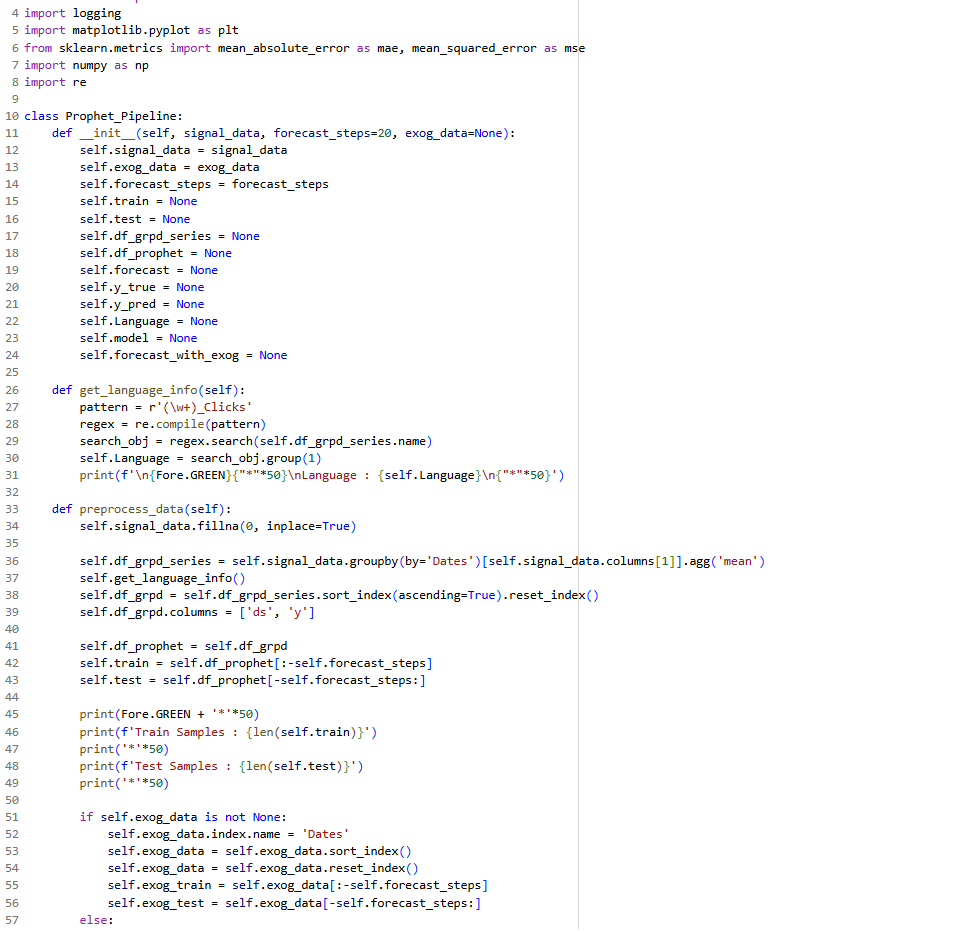 4 import logging
5 import matplotlib.pyplot as plt
6 from sklearn.metrics import mean_absolute_error as mae, mean_squared_error as mse
7 import numpy as np
8 import re
9
10 class Prophet_Pipeline:
11     def __init__(self, signal_data, forecast_steps=20, exog_data=None):
12         self.signal_data = signal_data
13         self.exog_data = exog_data
14         self.forecast_steps = forecast_steps
15         self.train = None
16         self.test = None
17         self.df_grpd_series = None
18         self.df_prophet = None
19         self.forecast = None
20         self.y_true = None
21         self.y_pred = None
22         self.Language = None
23         self.model = None
24         self.forecast_with_exog = None
25
26     def get_language_info(self):
27         pattern = r'(\w+)_Clicks'
28         regex = re.compile(pattern)
29         search_obj = regex.search(self.df_grpd_series.name)
30         self.Language = search_obj.group(1)
31         print(f'\n{Fore.GREEN}{"*"*50}\nLanguage : {self.Language}\n{"*"*50}')
32
33     def preprocess_data(self):
34         self.signal_data.fillna(0, inplace=True)
35
36         self.df_grpd_series = self.signal_data.groupby(by='Dates')[self.signal_data.columns[1]].agg('mean')
37         self.get_language_info()
38         self.df_grpd = self.df_grpd_series.sort_index(ascending=True).reset_index()
39         self.df_grpd.columns = ['ds', 'y']
40
41         self.df_prophet = self.df_grpd
42         self.train = self.df_prophet[:-self.forecast_steps]
43         self.test = self.df_prophet[-self.forecast_steps:]
44
45         print(Fore.GREEN + '*'*50)
46         print(f'Train Samples : {len(self.train)}')
47         print('*'*50)
48         print(f'Test Samples : {len(self.test)}')
49         print('*'*50)
50
51         if self.exog_data is not None:
52             self.exog_data.index.name = 'Dates'
53             self.exog_data = self.exog_data.sort_index()
54             self.exog_data = self.exog_data.reset_index()
55             self.exog_train = self.exog_data[:-self.forecast_steps]
56             self.exog_test = self.exog_data[-self.forecast_steps:]
57         else: